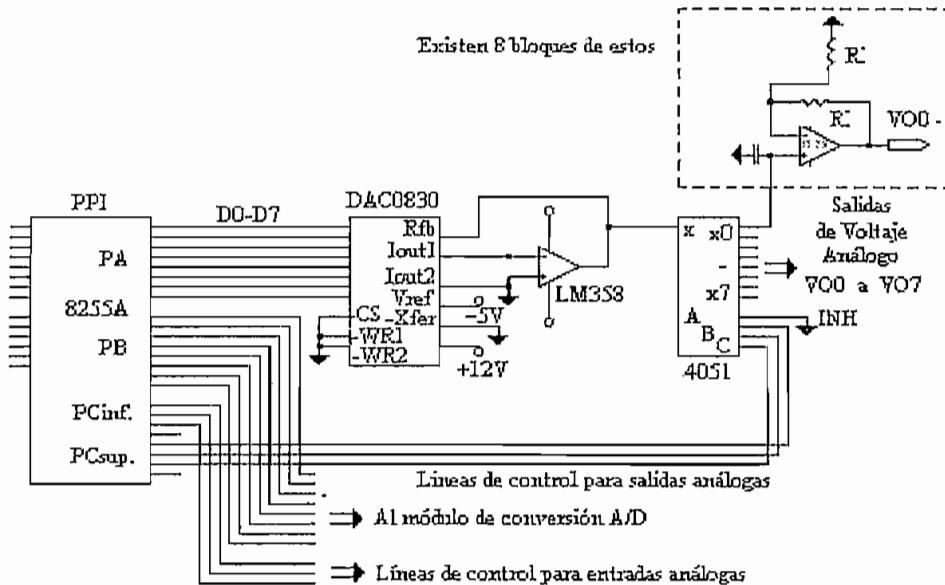 Existen 8 bloques de estos
R
R
VO0 -
PPI
D0-D7
DAC0830
PA
8255A
PB
PCinf.
PCsup.
Rfb
Iout1
Iout2
Vref
CS
-Xfer
-WR1
-WR2
-5V
+12V
LM358
x
x0
-
x7
A
B
C
4051
Salidas
de Voltaje
Análogo
VO0 a VO7
INH
Líneas de control para salidas análogas
Al módulo de conversión A/D
Líneas de control para entradas análogas